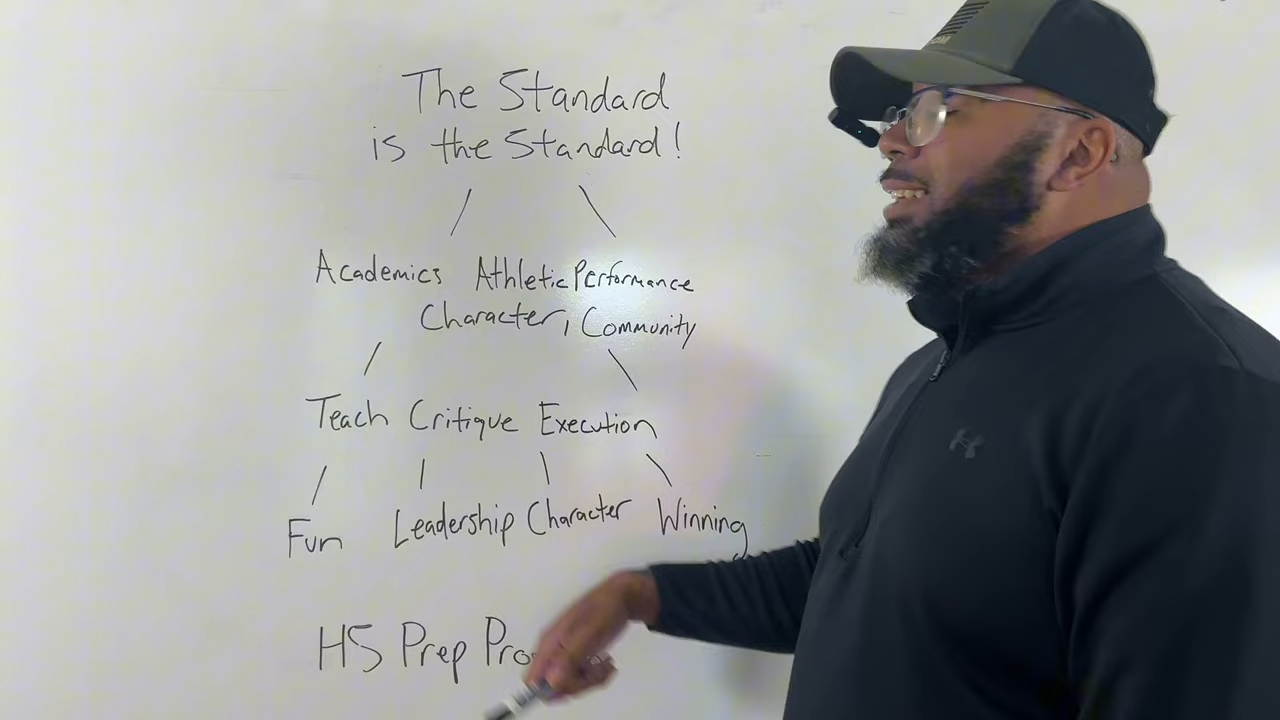 The Standard
is the Standard!
Academics Athletic Performance
Character, Community
Teach Critique Execution
Fun Leadership Character Winning
HS Prep